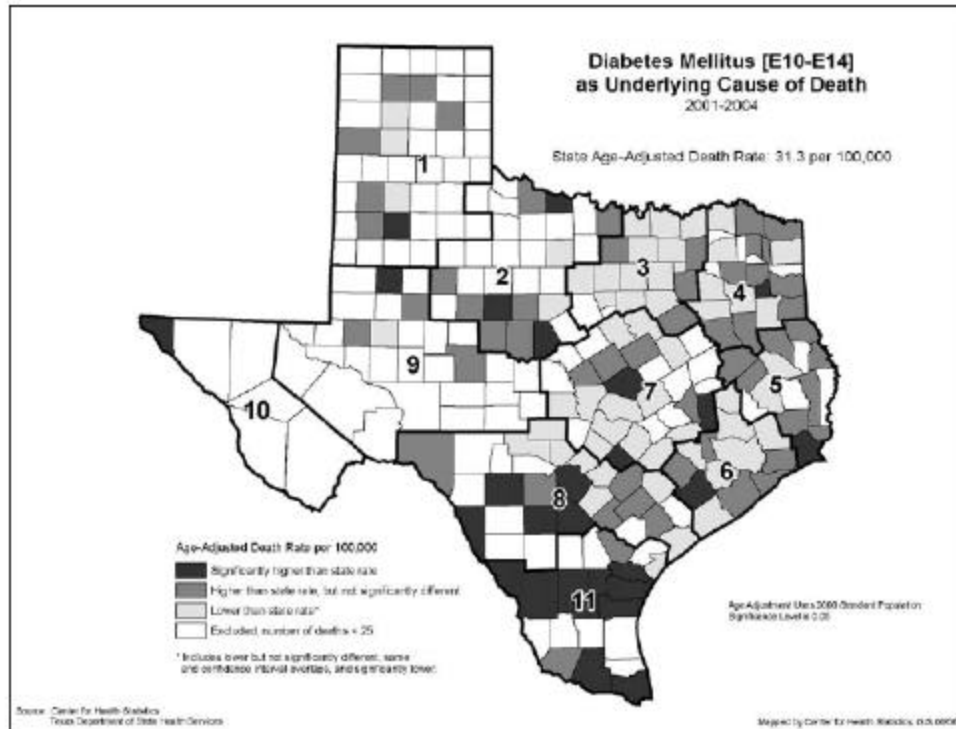 Diabetes Mellitus [E10-E14]
as Underlying Cause of Death
2001-2004
State Age-Adjusted Death Rate: 31.3 per 100,000
1
2
3
4
5
6
7
8
9
10
11
Age-Adjusted Death Rate per 100,000
Significantly higher than state rate
Higher than state rate, but not significantly different
Lower than state rate*
Excluded, number of deaths < 25
* Includes lower but not significantly different, same
and confidence interval overlaps, and significantly lower.
Age Adjustment Uses 2000 Standard Population
Significance Level is 0.05
Source: Center for Health Statistics
Texas Department of State Health Services
Mapped by Center for Health Statistics, GIS